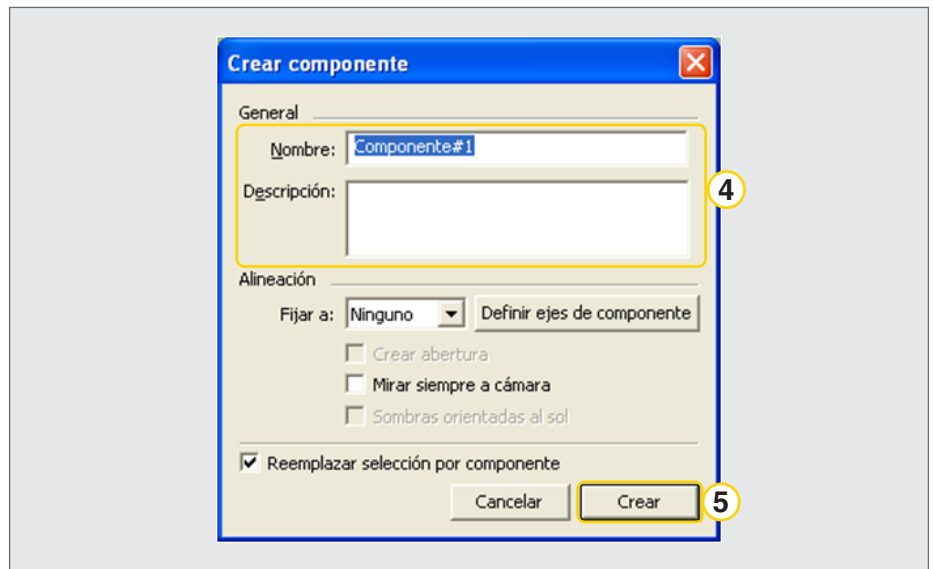 Crear componente
General
Nombre: Componente#1
Descripción:
4
Alineación
Fijar a: Ninguno Definir ejes de componente
Crear abertura
Mirar siempre a cámara
Sombras orientadas al sol
Reemplazar selección por componente
Cancelar Crear 5